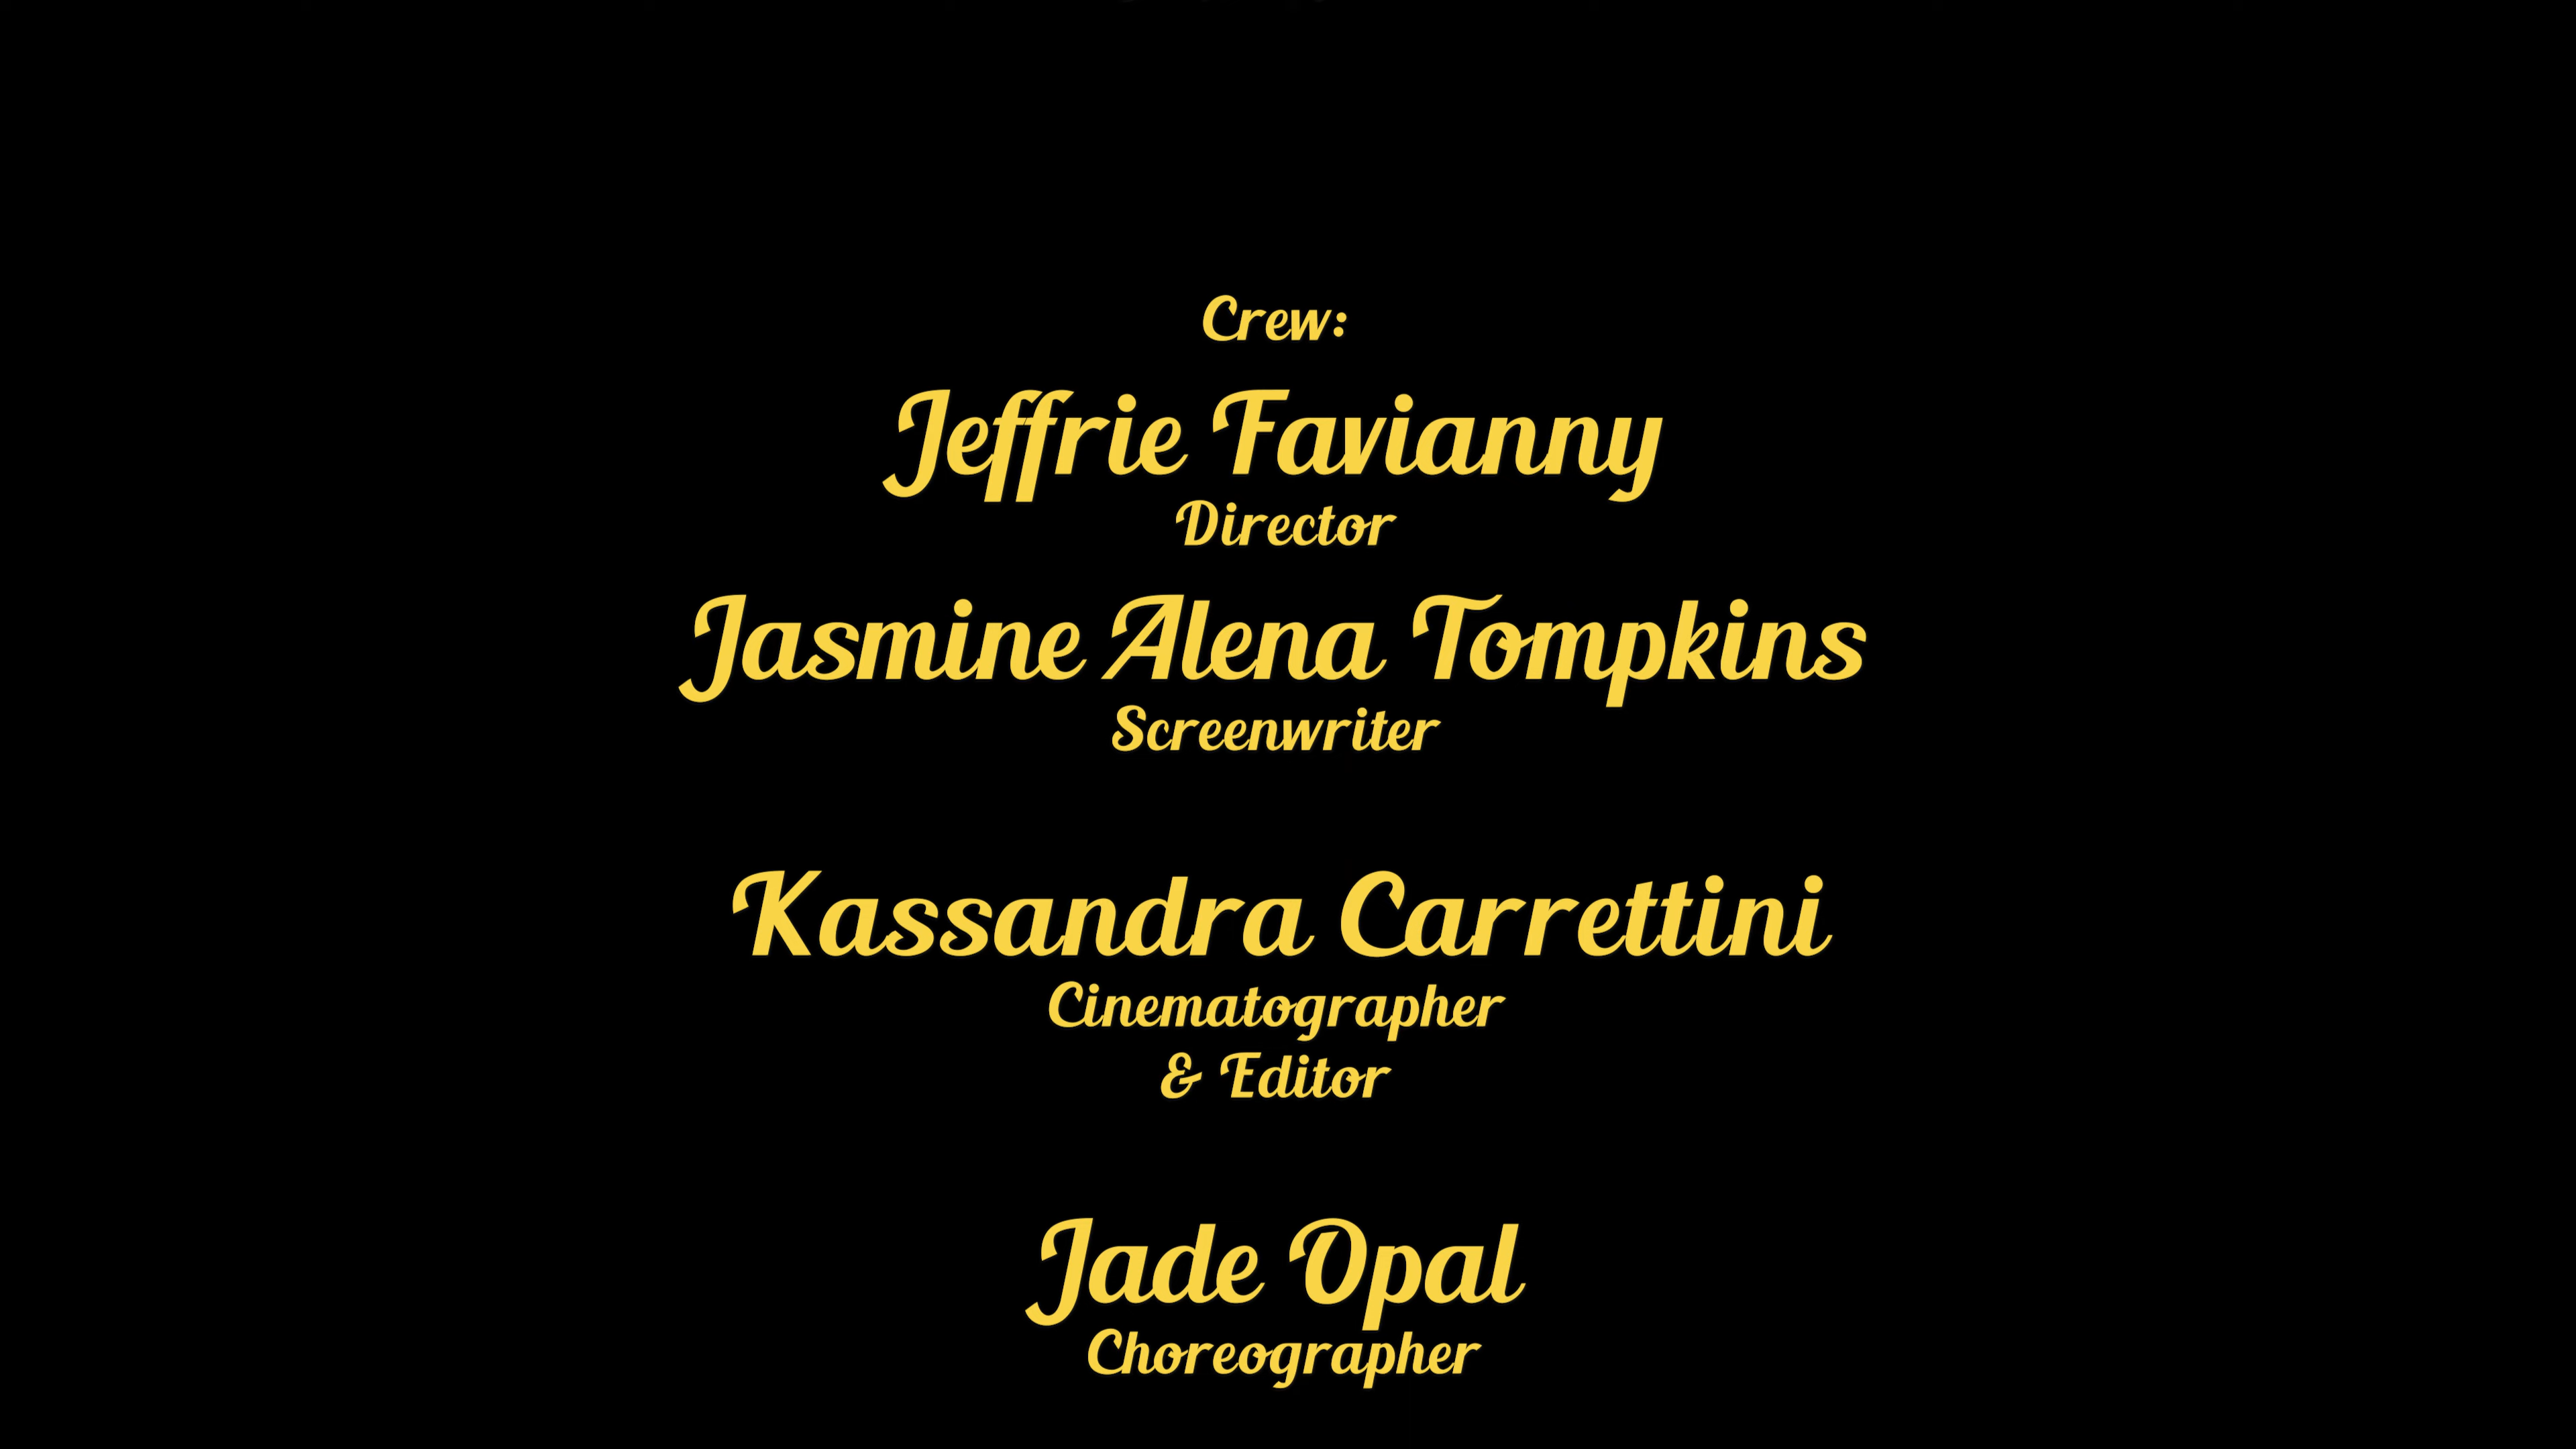 Crew:
Jeffrie Favianny
Director
Jasmine Alena Tompkins
Screenwriter
Kassandra Carrettini
Cinematographer
& Editor
Jade Opal
Choreographer